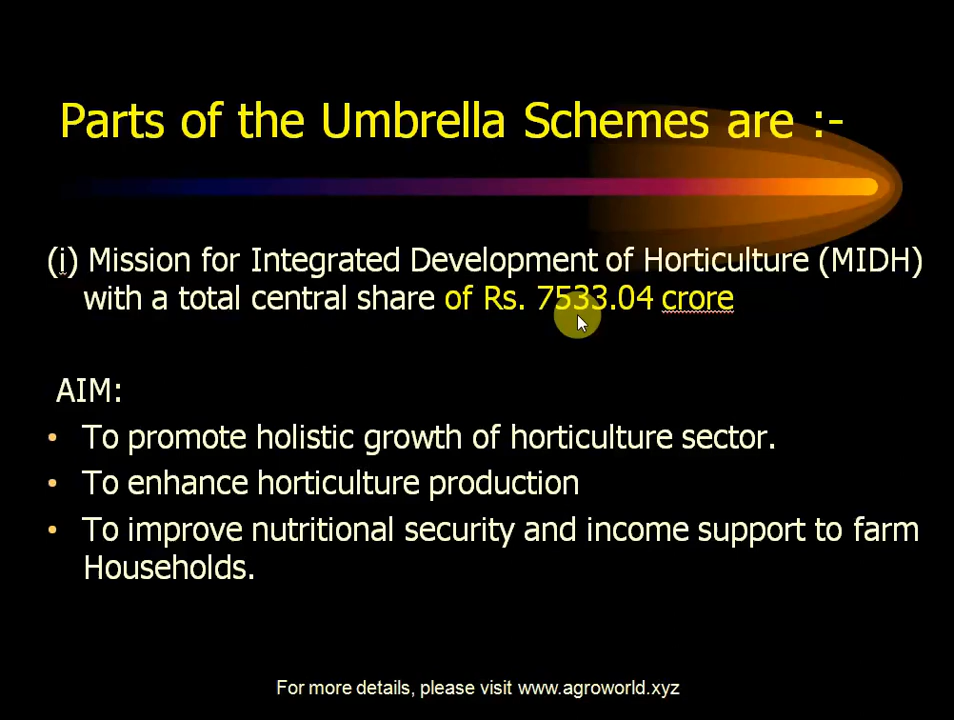 Parts of the Umbrella Schemes are :-
(i) Mission for Integrated Development of Horticulture (MIDH)
with a total central share of Rs. 7533.04 crore
AIM:
• To promote holistic growth of horticulture sector.
• To enhance horticulture production
• To improve nutritional security and income support to farm
Households.
For more details, please visit www.agroworld.xyz